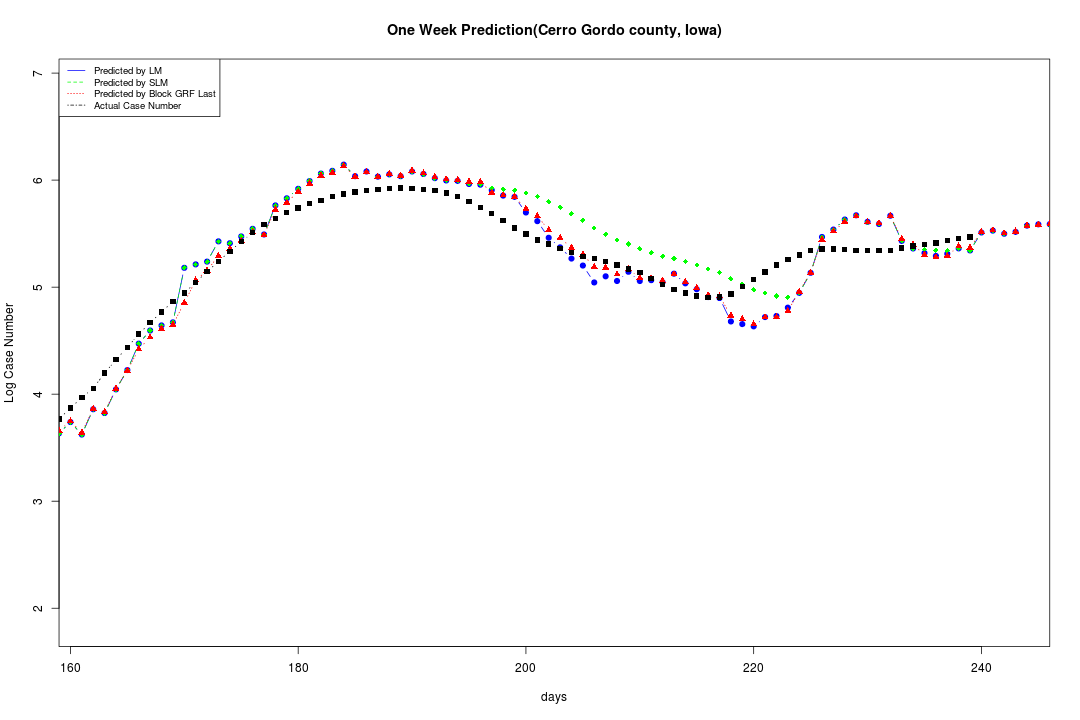 One Week Prediction(Cerro Gordo county, Iowa)
Predicted by LM
Predicted by SLM
Predicted by Block GRF Last
Actual Case Number
7
6
5
4
3
2
Log Case Number
160 180 200 220 240
days